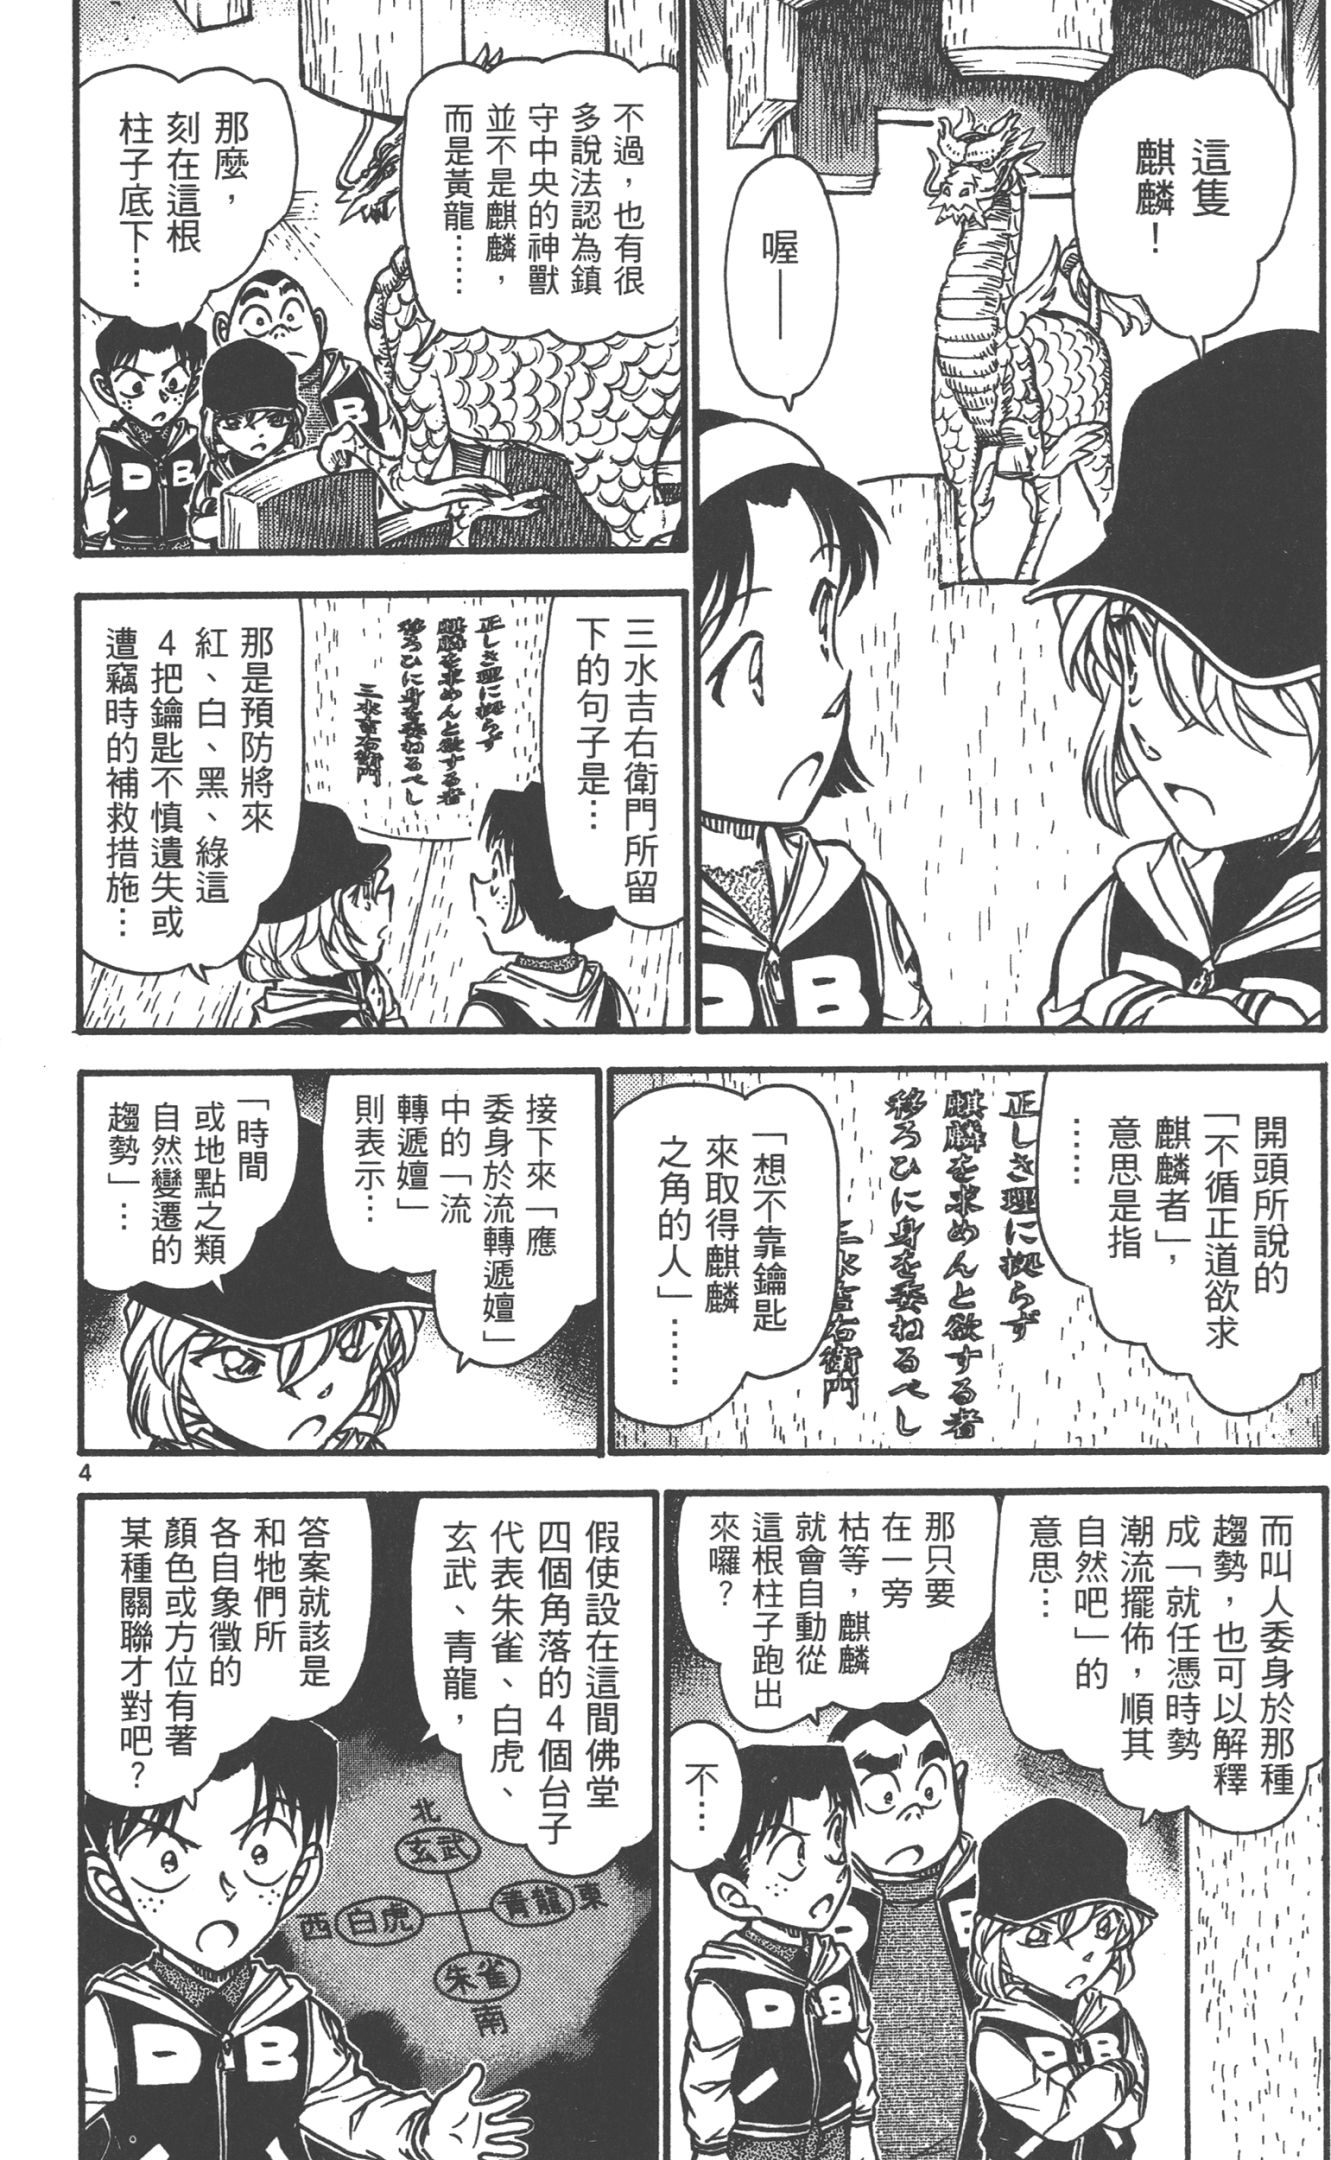 這隻
麒麟！
喔──
不過，也有很
多說法認為鎮
守中央的神獸
並不是麒麟，
而是黃龍……
那麼，
刻在這根
柱子底下…
B
D B
D B
三水吉右衛門所留
下的句子是…
正しき理に拠らず
麒麟を求めんと欲する者
移ろひに身を委ねるべし
三水吉右衛門
那是預防將來
紅、白、黑、綠這
4把鑰匙不慎遺失或
遭竊時的補救措施…
開頭所說的
「不循正道欲求
麒麟者」，
意思是指
……
正しき理に拠らず
麒麟を求めんと欲する者
移ろひに身を委ねるべし
三水吉右衛門
「想不靠鑰匙
來取得麒麟
之角的人」……
接下來「應
委身於流轉遞嬗」
中的「流
轉遞嬗」
則表示…
「時間
或地點之類
自然變遷的
趨勢」…
4
而叫人委身於那種
趨勢，也可以解釋
成「就任憑時勢
潮流擺佈，順其
自然吧」的
意思…
那只要
在一旁
枯等，麒麟
就會自動從
這根柱子跑出
來囉？
不…
D B
假使設在這間佛堂
四個角落的4個台子
代表朱雀、白虎、
玄武、青龍，
答案就該是
和牠們所
各自象徵的
顏色或方位有著
某種關聯才對吧？
北
玄武
西 白虎
青龍 東
朱雀
南
D B